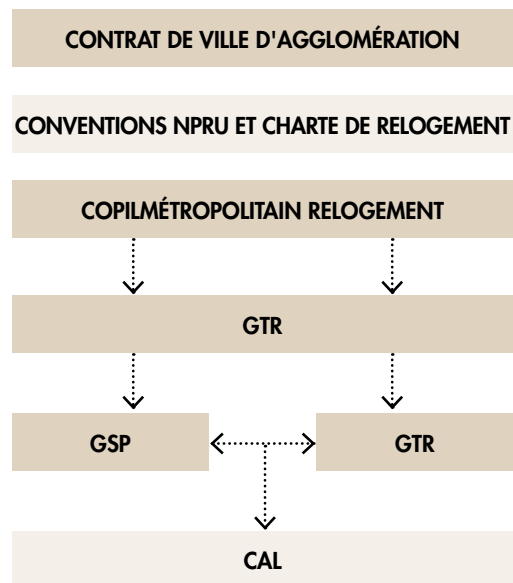 CONTRAT DE VILLE D'AGGLOMÉRATION
CONVENTIONS NPRU ET CHARTE DE RELOGEMENT
COPILMÉTROPOLITAIN RELOGEMENT
GTR
GSP
GTR
CAL